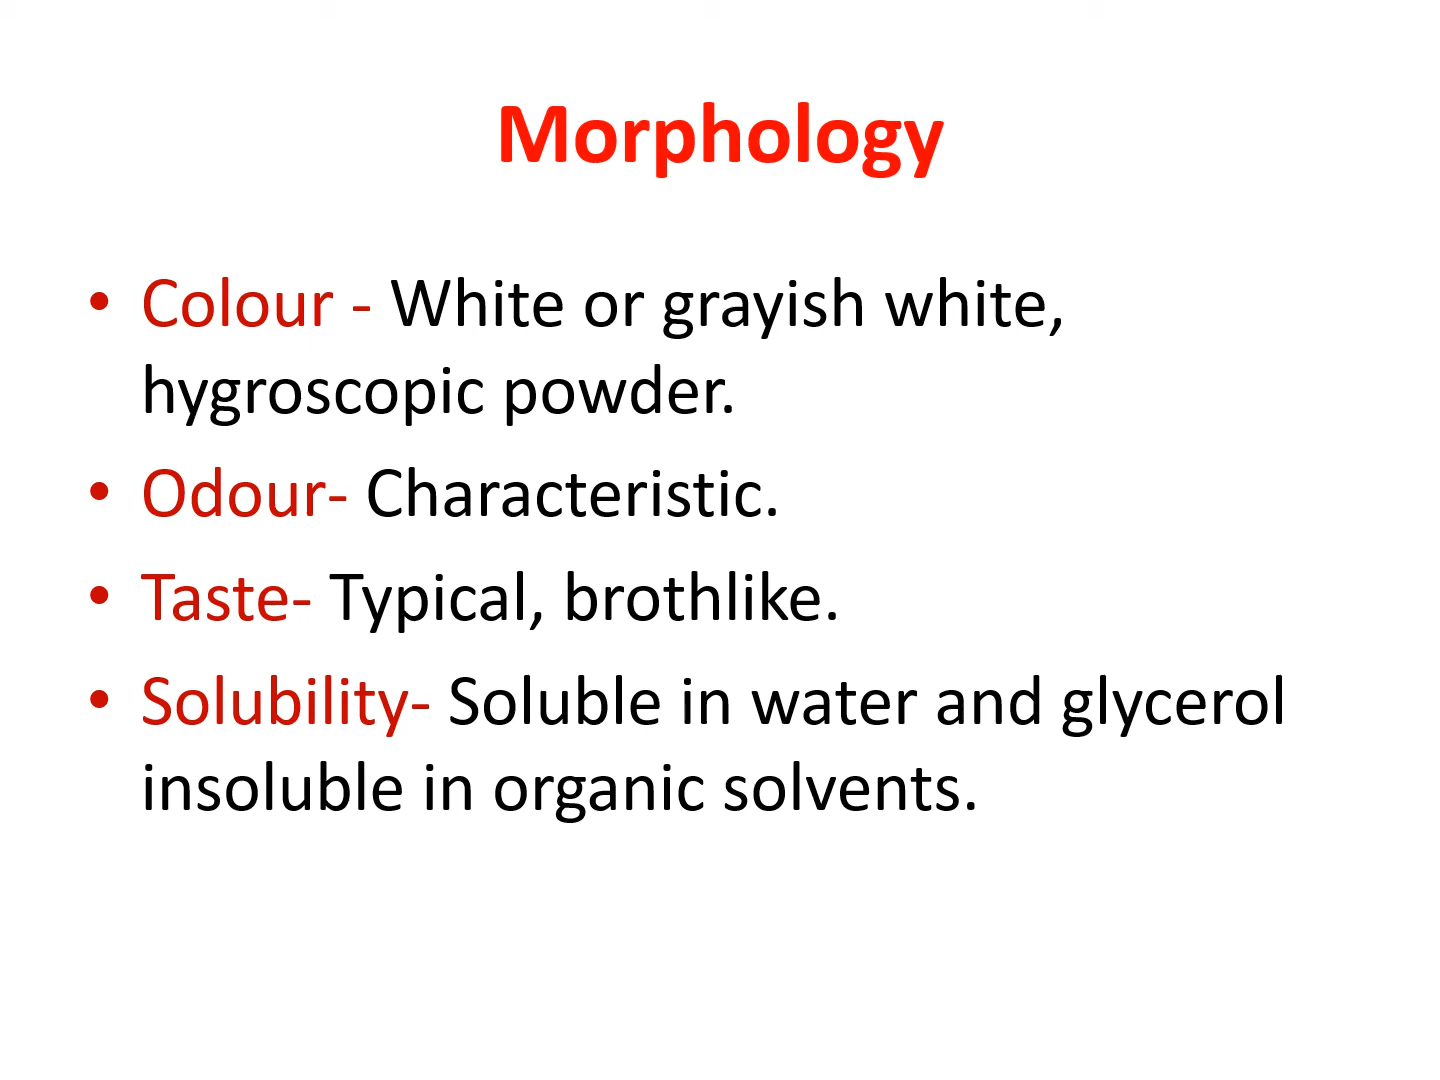 Morphology
• Colour - White or grayish white,
hygroscopic powder.
• Odour- Characteristic.
• Taste- Typical, brothlike.
• Solubility- Soluble in water and glycerol
insoluble in organic solvents.